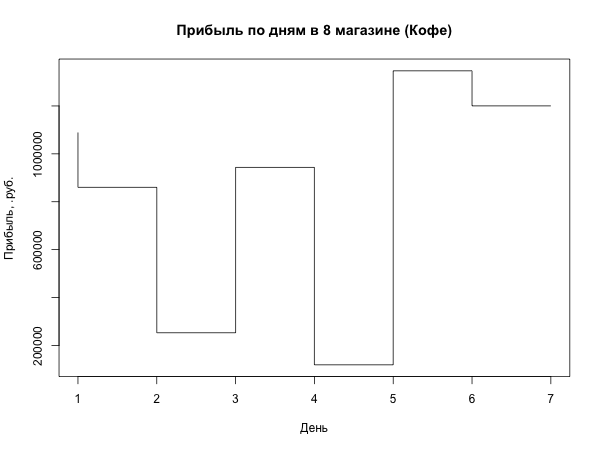 Прибыль по дням в 8 магазине (Кофе)
Прибыль, .руб.
1000000
600000
200000
1 2 3 4 5 6 7
День